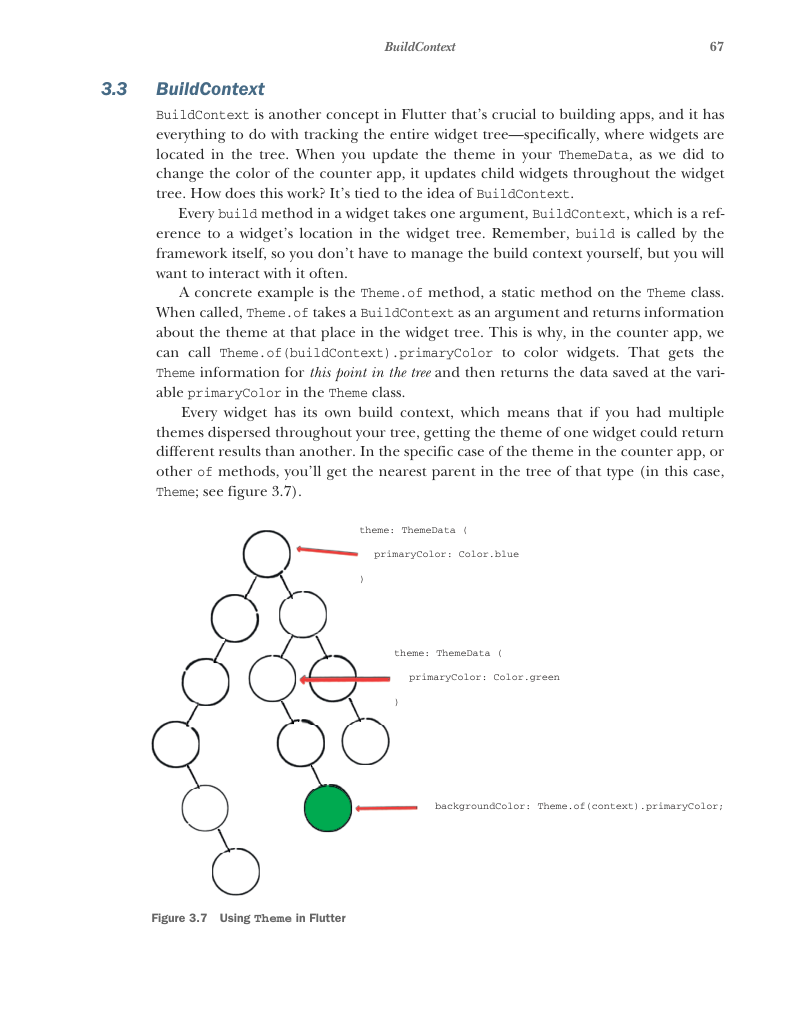 BuildContext 67
3.3 BuildContext
BuildContext is another concept in Flutter that's crucial to building apps, and it has
everything to do with tracking the entire widget tree—specifically, where widgets are
located in the tree. When you update the theme in your ThemeData, as we did to
change the color of the counter app, it updates child widgets throughout the widget
tree. How does this work? It's tied to the idea of BuildContext.
Every build method in a widget takes one argument, BuildContext, which is a ref-
erence to a widget's location in the widget tree. Remember, build is called by the
framework itself, so you don't have to manage the build context yourself, but you will
want to interact with it often.
A concrete example is the Theme.of method, a static method on the Theme class.
When called, Theme.of takes a BuildContext as an argument and returns information
about the theme at that place in the widget tree. This is why, in the counter app, we
can call Theme.of(buildContext).primaryColor to color widgets. That gets the
Theme information for this point in the tree and then returns the data saved at the vari-
able primaryColor in the Theme class.
Every widget has its own build context, which means that if you had multiple
themes dispersed throughout your tree, getting the theme of one widget could return
different results than another. In the specific case of the theme in the counter app, or
other of methods, you'll get the nearest parent in the tree of that type (in this case,
Theme; see figure 3.7).
theme: ThemeData (
primaryColor: Color.blue
)
theme: ThemeData (
primaryColor: Color.green
)
backgroundColor: Theme.of(context).primaryColor;
Figure 3.7 Using Theme in Flutter